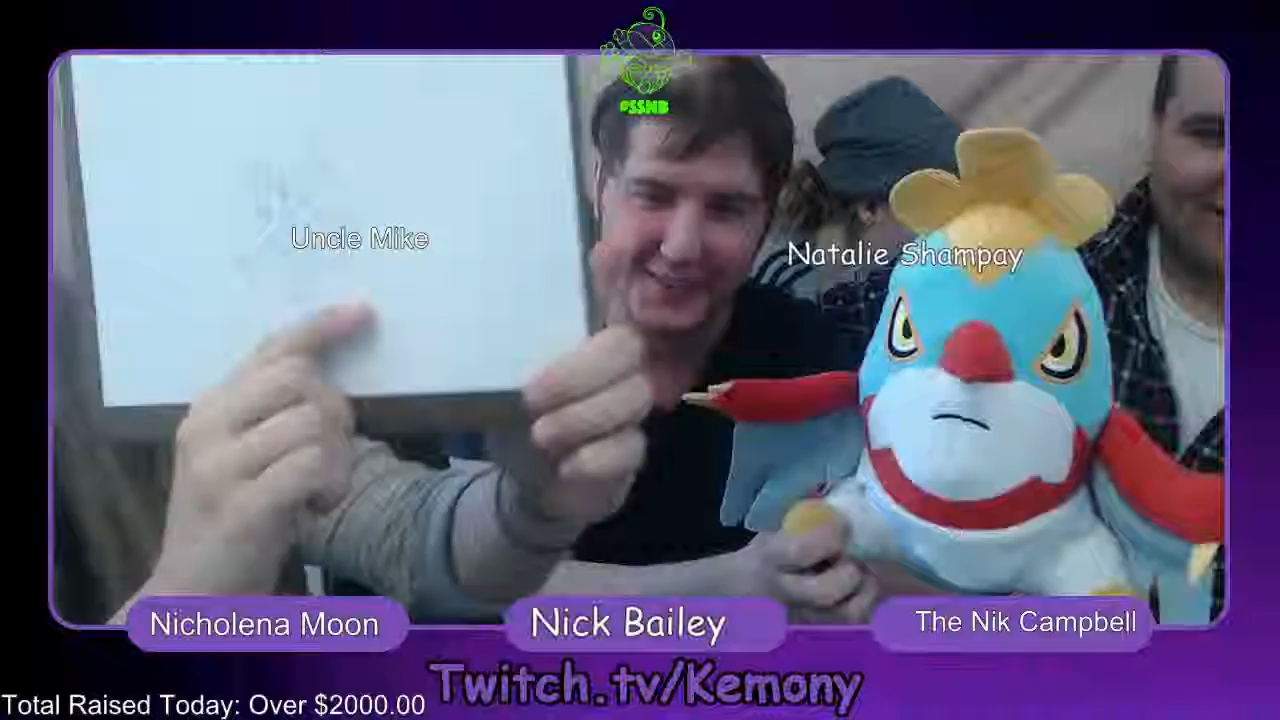 #SSNB
Uncle Mike
Natalie Shampay
Nicholena Moon
Nick Bailey
The Nik Campbell
Twitch.tv/Kemony
Total Raised Today: Over $2000.00